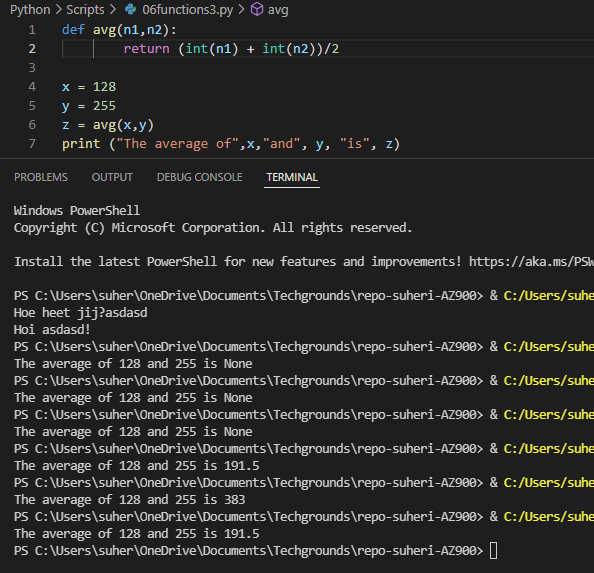 Python > Scripts > 06functions3.py > avg
1 def avg(n1,n2):
2 return (int(n1) + int(n2))/2
3
4 x = 128
5 y = 255
6 z = avg(x,y)
7 print ("The average of",x,"and", y, "is", z)
PROBLEMS OUTPUT DEBUG CONSOLE TERMINAL
Windows PowerShell
Copyright (C) Microsoft Corporation. All rights reserved.
Install the latest PowerShell for new features and improvements! https://aka.ms/PSW
PS C:\Users\suher\OneDrive\Documents\Techgrounds\repo-suheri-AZ900> & C:/Users/suhe
Hoe heet jij?asdasd
Hoi asdasd!
PS C:\Users\suher\OneDrive\Documents\Techgrounds\repo-suheri-AZ900> & C:/Users/suhe
The average of 128 and 255 is None
PS C:\Users\suher\OneDrive\Documents\Techgrounds\repo-suheri-AZ900> & C:/Users/suhe
The average of 128 and 255 is None
PS C:\Users\suher\OneDrive\Documents\Techgrounds\repo-suheri-AZ900> & C:/Users/suhe
The average of 128 and 255 is None
PS C:\Users\suher\OneDrive\Documents\Techgrounds\repo-suheri-AZ900> & C:/Users/suhe
The average of 128 and 255 is 191.5
PS C:\Users\suher\OneDrive\Documents\Techgrounds\repo-suheri-AZ900> & C:/Users/suhe
The average of 128 and 255 is 383
PS C:\Users\suher\OneDrive\Documents\Techgrounds\repo-suheri-AZ900> & C:/Users/suhe
The average of 128 and 255 is 191.5
PS C:\Users\suher\OneDrive\Documents\Techgrounds\repo-suheri-AZ900>